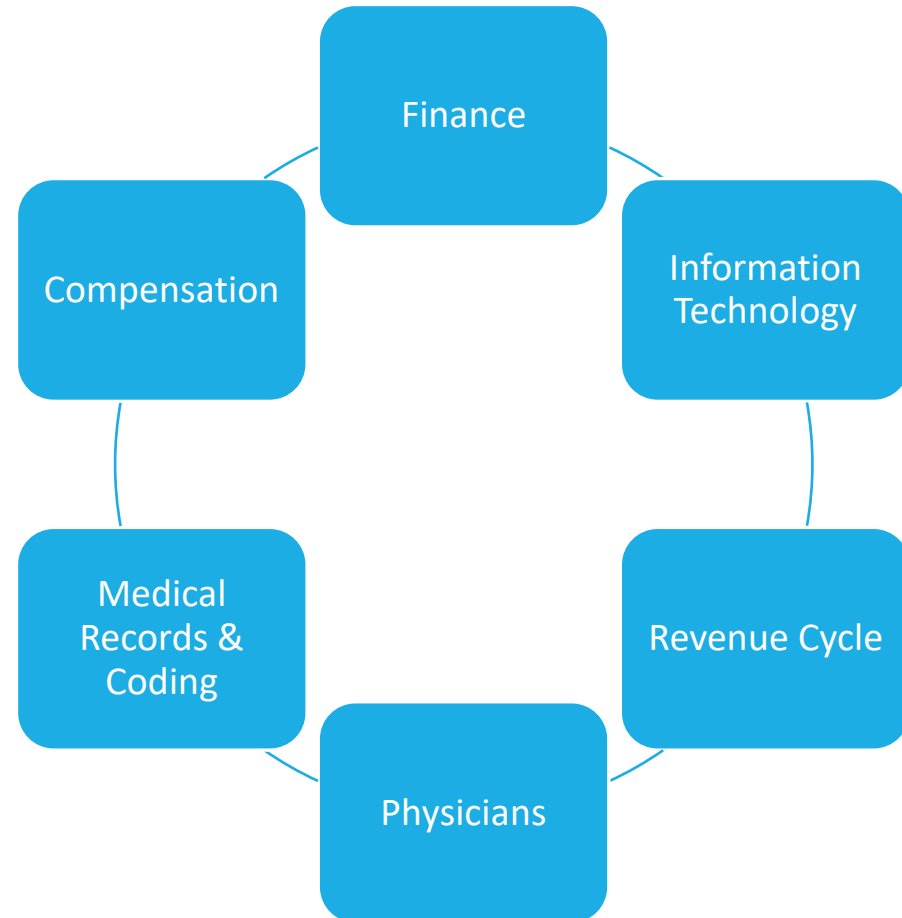 Finance
Information
Technology
Revenue Cycle
Physicians
Medical
Records &
Coding
Compensation